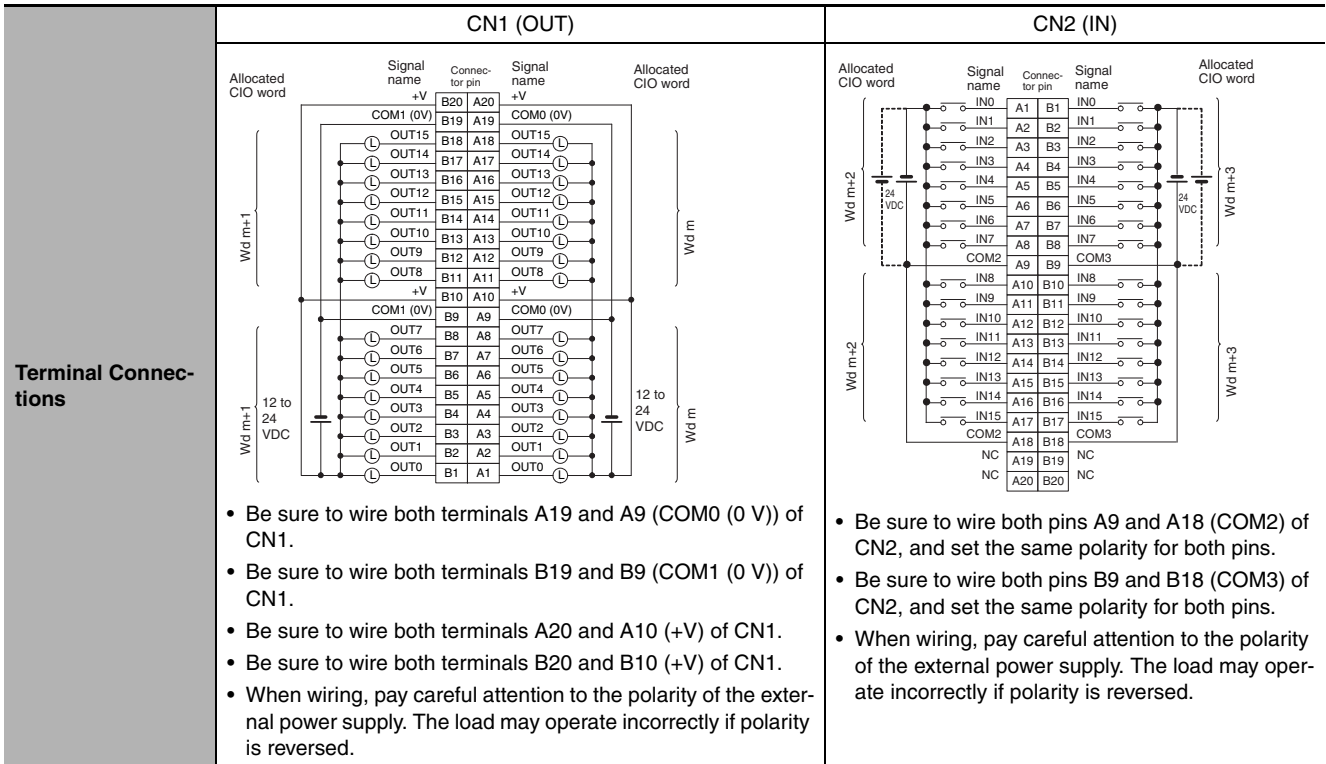 Terminal Connec-
tions
CN1 (OUT)
Allocated
CIO word
Signal
name
Connec-
tor pin
Signal
name
Allocated
CIO word
+V B20 A20 +V
COM1 (0V) B19 A19 COM0 (0V)
OUT15 B18 A18 OUT15
L L
OUT14 B17 A17 OUT14
L L
OUT13 B16 A16 OUT13
L L
OUT12 B15 A15 OUT12
L L
OUT11 B14 A14 OUT11
L L
OUT10 B13 A13 OUT10
L L
OUT9 B12 A12 OUT9
L L
OUT8 B11 A11 OUT8
L L
Wd m+1
Wd m
+V B10 A10 +V
COM1 (0V) B9 A9 COM0 (0V)
OUT7 B8 A8 OUT7
L L
OUT6 B7 A7 OUT6
L L
OUT5 B6 A6 OUT5
L L
OUT4 B5 A5 OUT4
L L
OUT3 B4 A4 OUT3
L L
OUT2 B3 A3 OUT2
L L
OUT1 B2 A2 OUT1
L L
OUT0 B1 A1 OUT0
L L
Wd m+1
12 to
24
VDC
12 to
24
VDC
Wd m
• Be sure to wire both terminals A19 and A9 (COM0 (0 V)) of
CN1.
• Be sure to wire both terminals B19 and B9 (COM1 (0 V)) of
CN1.
• Be sure to wire both terminals A20 and A10 (+V) of CN1.
• Be sure to wire both terminals B20 and B10 (+V) of CN1.
• When wiring, pay careful attention to the polarity of the exter-
nal power supply. The load may operate incorrectly if polarity
is reversed.
CN2 (IN)
Allocated
CIO word
Signal
name
Connec-
tor pin
Signal
name
Allocated
CIO word
IN0 A1 B1 IN0
IN1 A2 B2 IN1
IN2 A3 B3 IN2
IN3 A4 B4 IN3
IN4 A5 B5 IN4
IN5 A6 B6 IN5
IN6 A7 B7 IN6
IN7 A8 B8 IN7
Wd m+2
24
VDC
24
VDC
Wd m+3
COM2 A9 B9 COM3
IN8 A10 B10 IN8
IN9 A11 B11 IN9
IN10 A12 B12 IN10
IN11 A13 B13 IN11
IN12 A14 B14 IN12
IN13 A15 B15 IN13
IN14 A16 B16 IN14
IN15 A17 B17 IN15
Wd m+2
Wd m+3
COM2 A18 B18 COM3
NC A19 B19 NC
NC A20 B20 NC
• Be sure to wire both pins A9 and A18 (COM2) of
CN2, and set the same polarity for both pins.
• Be sure to wire both pins B9 and B18 (COM3) of
CN2, and set the same polarity for both pins.
• When wiring, pay careful attention to the polarity
of the external power supply. The load may oper-
ate incorrectly if polarity is reversed.